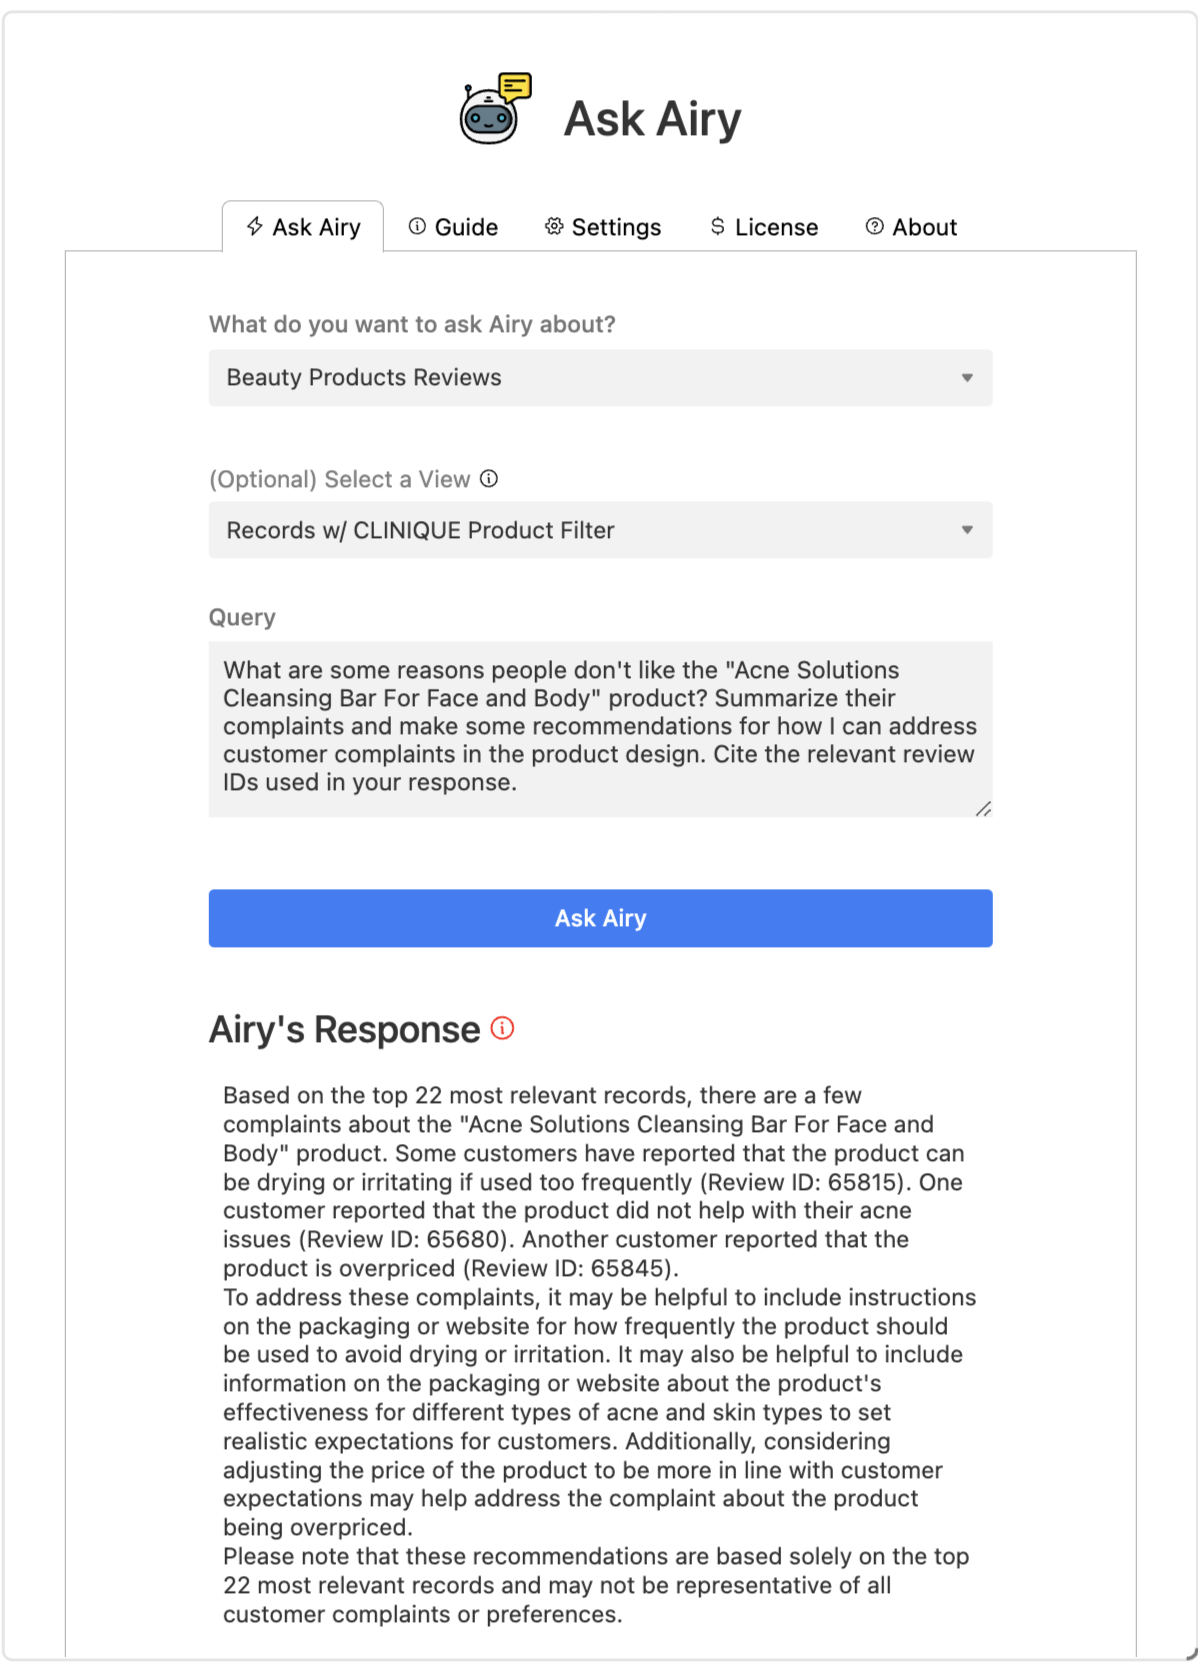 Ask Airy
Ask Airy
Guide
Settings
License
About
What do you want to ask Airy about?
Beauty Products Reviews
(Optional) Select a View
Records w/ CLINIQUE Product Filter
Query
What are some reasons people don't like the "Acne Solutions
Cleansing Bar For Face and Body" product? Summarize their
complaints and make some recommendations for how I can address
customer complaints in the product design. Cite the relevant review
IDs used in your response.
Ask Airy
Airy's Response
Based on the top 22 most relevant records, there are a few
complaints about the "Acne Solutions Cleansing Bar For Face and
Body" product. Some customers have reported that the product can
be drying or irritating if used too frequently (Review ID: 65815). One
customer reported that the product did not help with their acne
issues (Review ID: 65680). Another customer reported that the
product is overpriced (Review ID: 65845).
To address these complaints, it may be helpful to include instructions
on the packaging or website for how frequently the product should
be used to avoid drying or irritation. It may also be helpful to include
information on the packaging or website about the product's
effectiveness for different types of acne and skin types to set
realistic expectations for customers. Additionally, considering
adjusting the price of the product to be more in line with customer
expectations may help address the complaint about the product
being overpriced.
Please note that these recommendations are based solely on the top
22 most relevant records and may not be representative of all
customer complaints or preferences.